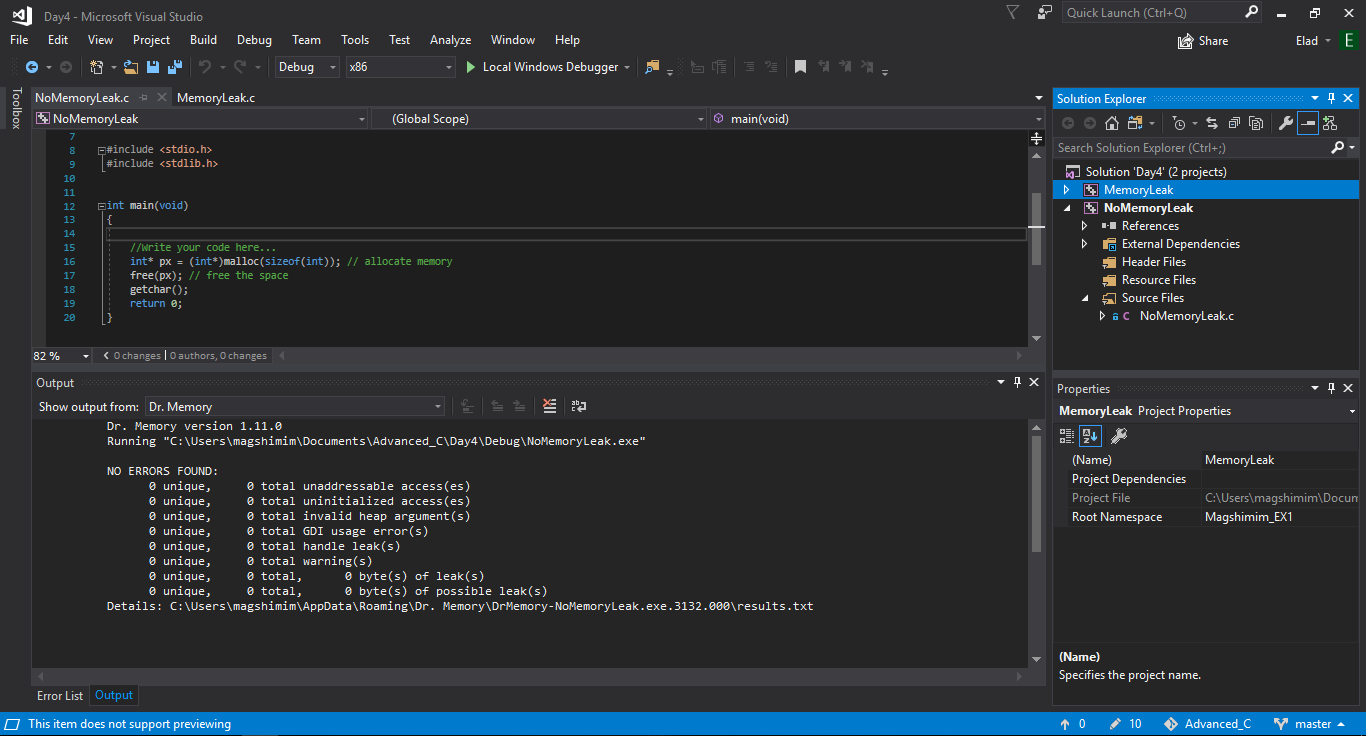 Day4 - Microsoft Visual Studio
Quick Launch (Ctrl+Q)
File Edit View Project Build Debug Team Tools Test Analyze Window Help
Share
Elad
E
Debug
x86
Local Windows Debugger
Toolbox
NoMemoryLeak.c
MemoryLeak.c
NoMemoryLeak
(Global Scope)
main(void)
7
8 #include <stdio.h>
9 #include <stdlib.h>
10
11
12 int main(void)
13 {
14
15 //Write your code here...
16 int* px = (int*)malloc(sizeof(int)); // allocate memory
17 free(px); // free the space
18 getchar();
19 return 0;
20 }
82 %
0 changes | 0 authors, 0 changes
Output
Show output from: Dr. Memory
Dr. Memory version 1.11.0
Running "C:\Users\magshimim\Documents\Advanced_C\Day4\Debug\NoMemoryLeak.exe"
NO ERRORS FOUND:
0 unique, 0 total unaddressable access(es)
0 unique, 0 total uninitialized access(es)
0 unique, 0 total invalid heap argument(s)
0 unique, 0 total GDI usage error(s)
0 unique, 0 total handle leak(s)
0 unique, 0 total warning(s)
0 unique, 0 total, 0 byte(s) of leak(s)
0 unique, 0 total, 0 byte(s) of possible leak(s)
Details: C:\Users\magshimim\AppData\Roaming\Dr. Memory\DrMemory-NoMemoryLeak.exe.3132.000\results.txt
Error List
Output
Solution Explorer
Search Solution Explorer (Ctrl+;)
Solution 'Day4' (2 projects)
MemoryLeak
NoMemoryLeak
References
External Dependencies
Header Files
Resource Files
Source Files
C NoMemoryLeak.c
Properties
MemoryLeak Project Properties
(Name) MemoryLeak
Project Dependencies
Project File C:\Users\magshimim\Docum
Root Namespace Magshimim_EX1
(Name)
Specifies the project name.
This item does not support previewing
0
10
Advanced_C
master